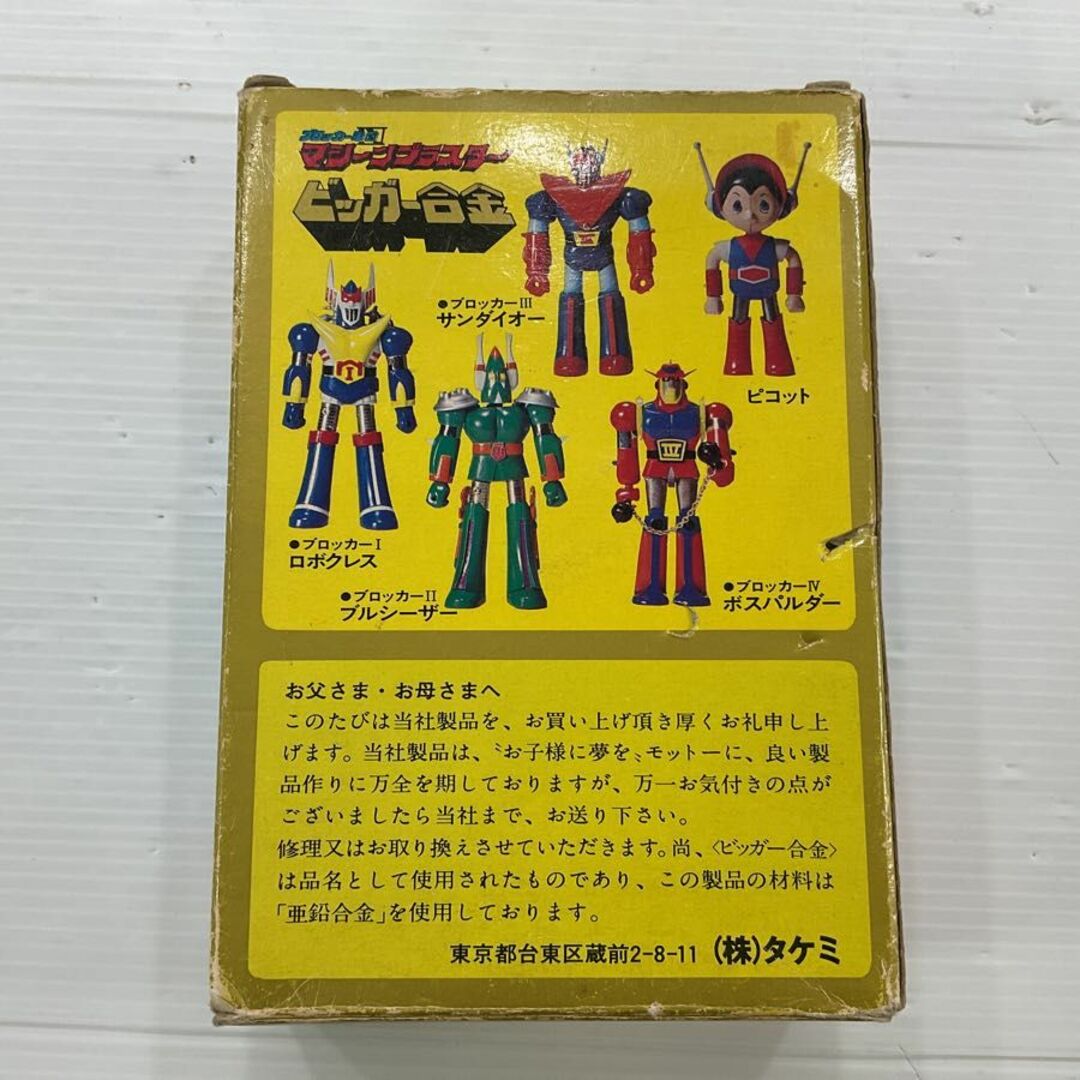 ブロッカー軍団Ⅳ
マシーンブラスター
ビッガー合金
●ブロッカーIII
サンダイオー
ピコット
●ブロッカーI
ロボクレス
●ブロッカーII
ブルシーザー
●ブロッカーIV
ボスパルダー
お父さま・お母さまへ
このたびは当社製品を、お買い上げ頂き厚くお礼申し上
げます。当社製品は、〝お子様に夢を〟モットーに、良い製
品作りに万全を期しておりますが、万一お気付きの点が
ございましたら当社まで、お送り下さい。
修理又はお取り換えさせていただきます。尚、〈ビッガー合金〉
は品名として使用されたものであり、この製品の材料は
「亜鉛合金」を使用しております。
東京都台東区蔵前2-8-11 (株)タケミ